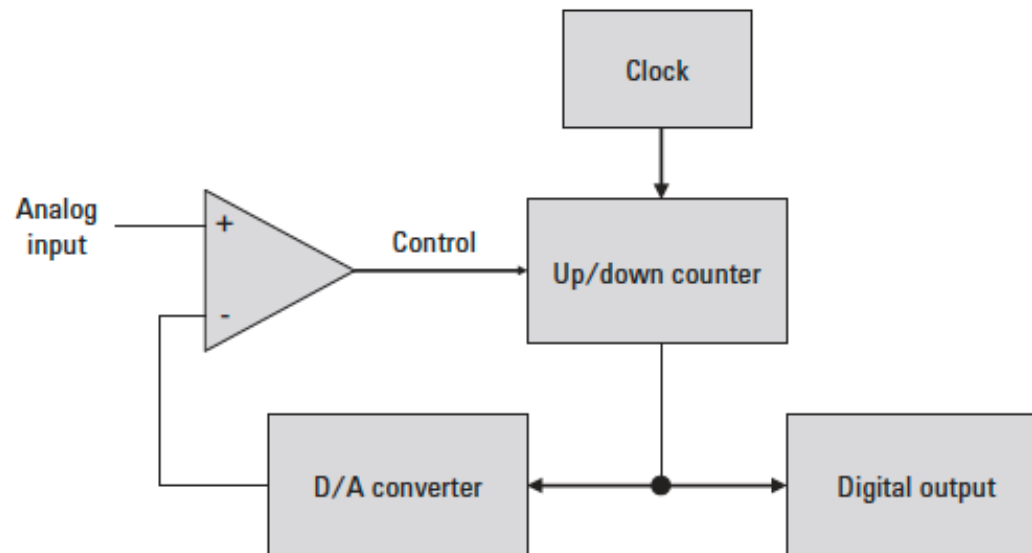 Clock
Analog
input
+
Control
Up/down counter
-
D/A converter
Digital output